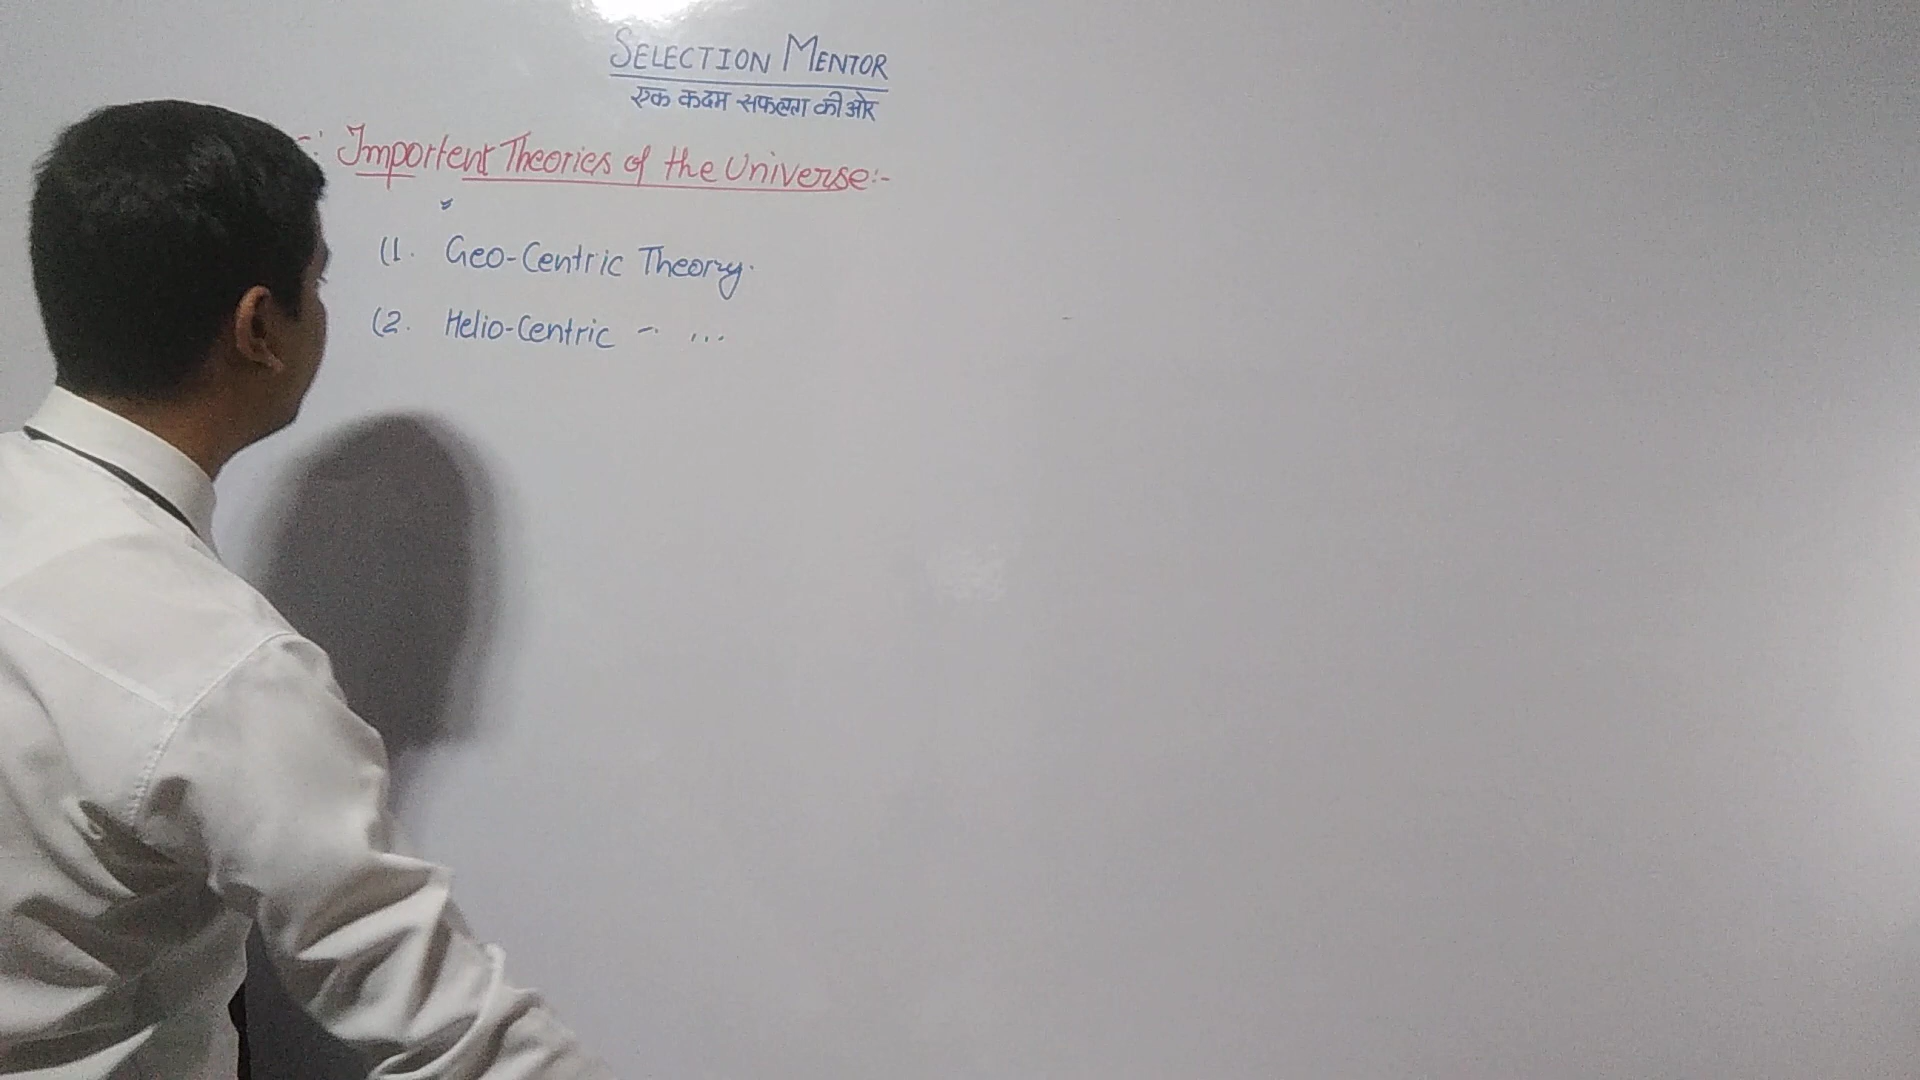 SELECTION MENTOR
एक कदम सफलता की ओर
-: Importent Theories of the Universe:-
(1. Geo-Centric Theory.
(2. Helio-Centric - ...